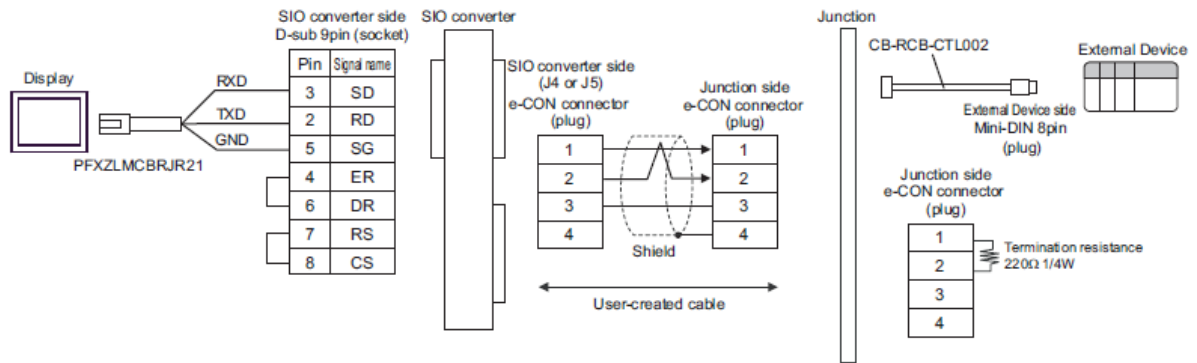 Display
PFXZLMCBRJR21
RXD
TXD
GND
SIO converter side
D-sub 9pin (socket)
Pin Signal name
3 SD
2 RD
5 SG
4 ER
6 DR
7 RS
8 CS
SIO converter
SIO converter side
(J4 or J5)
e-CON connector
(plug)
1
2
3
4
Shield
User-created cable
Junction side
e-CON connector
(plug)
1
2
3
4
Junction
CB-RCB-CTL002
External Device side
Mini-DIN 8pin
(plug)
External Device
Junction side
e-CON connector
(plug)
1
2
3
4
Termination resistance
220Ω 1/4W